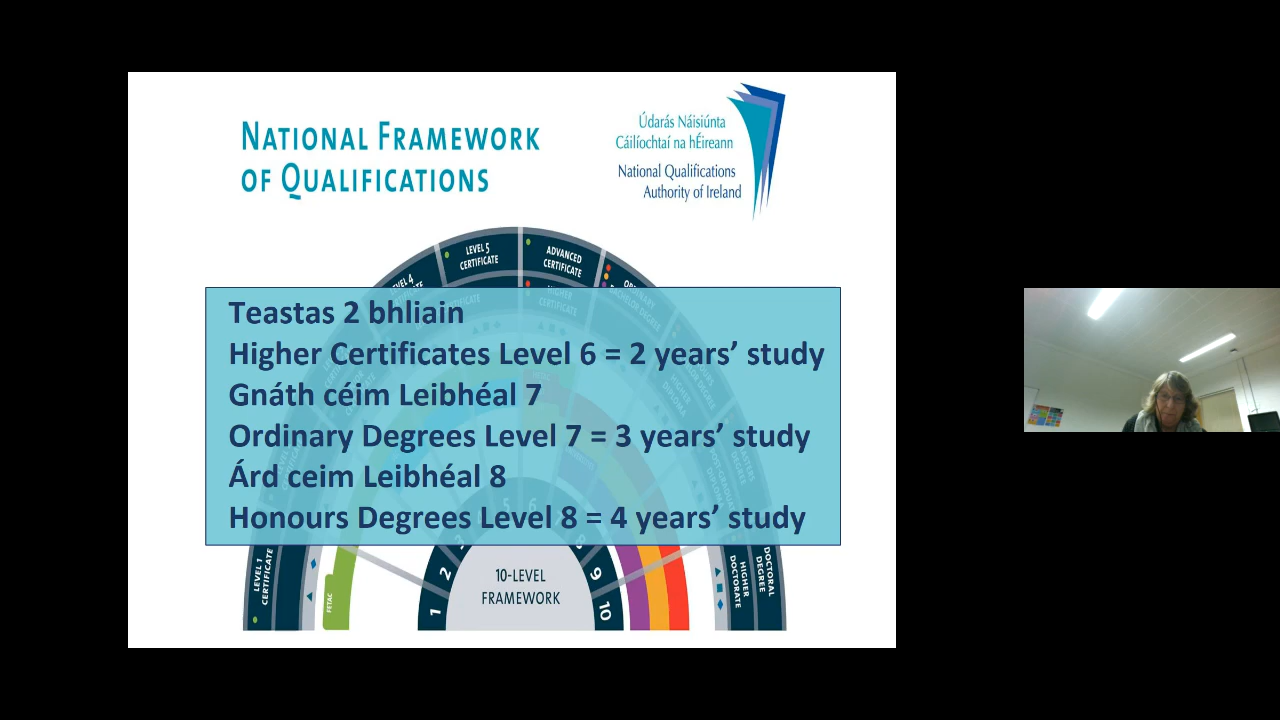 NATIONAL FRAMEWORK
OF QUALIFICATIONS
Údarás Náisiúnta
Cáilíochtaí na hÉireann
National Qualifications
Authority of Ireland
LEVEL 5
CERTIFICATE
ADVANCED
CERTIFICATE
Teastas 2 bhliain
Higher Certificates Level 6 = 2 years’ study
Gnáth céim Leibhéal 7
Ordinary Degrees Level 7 = 3 years’ study
Árd ceim Leibhéal 8
Honours Degrees Level 8 = 4 years’ study
LEVEL 1
CERTIFICATE
FETAC
1
2
3
8
9
10
10-LEVEL
FRAMEWORK
HIGHER
DOCTORATE
DOCTORAL
DEGREE